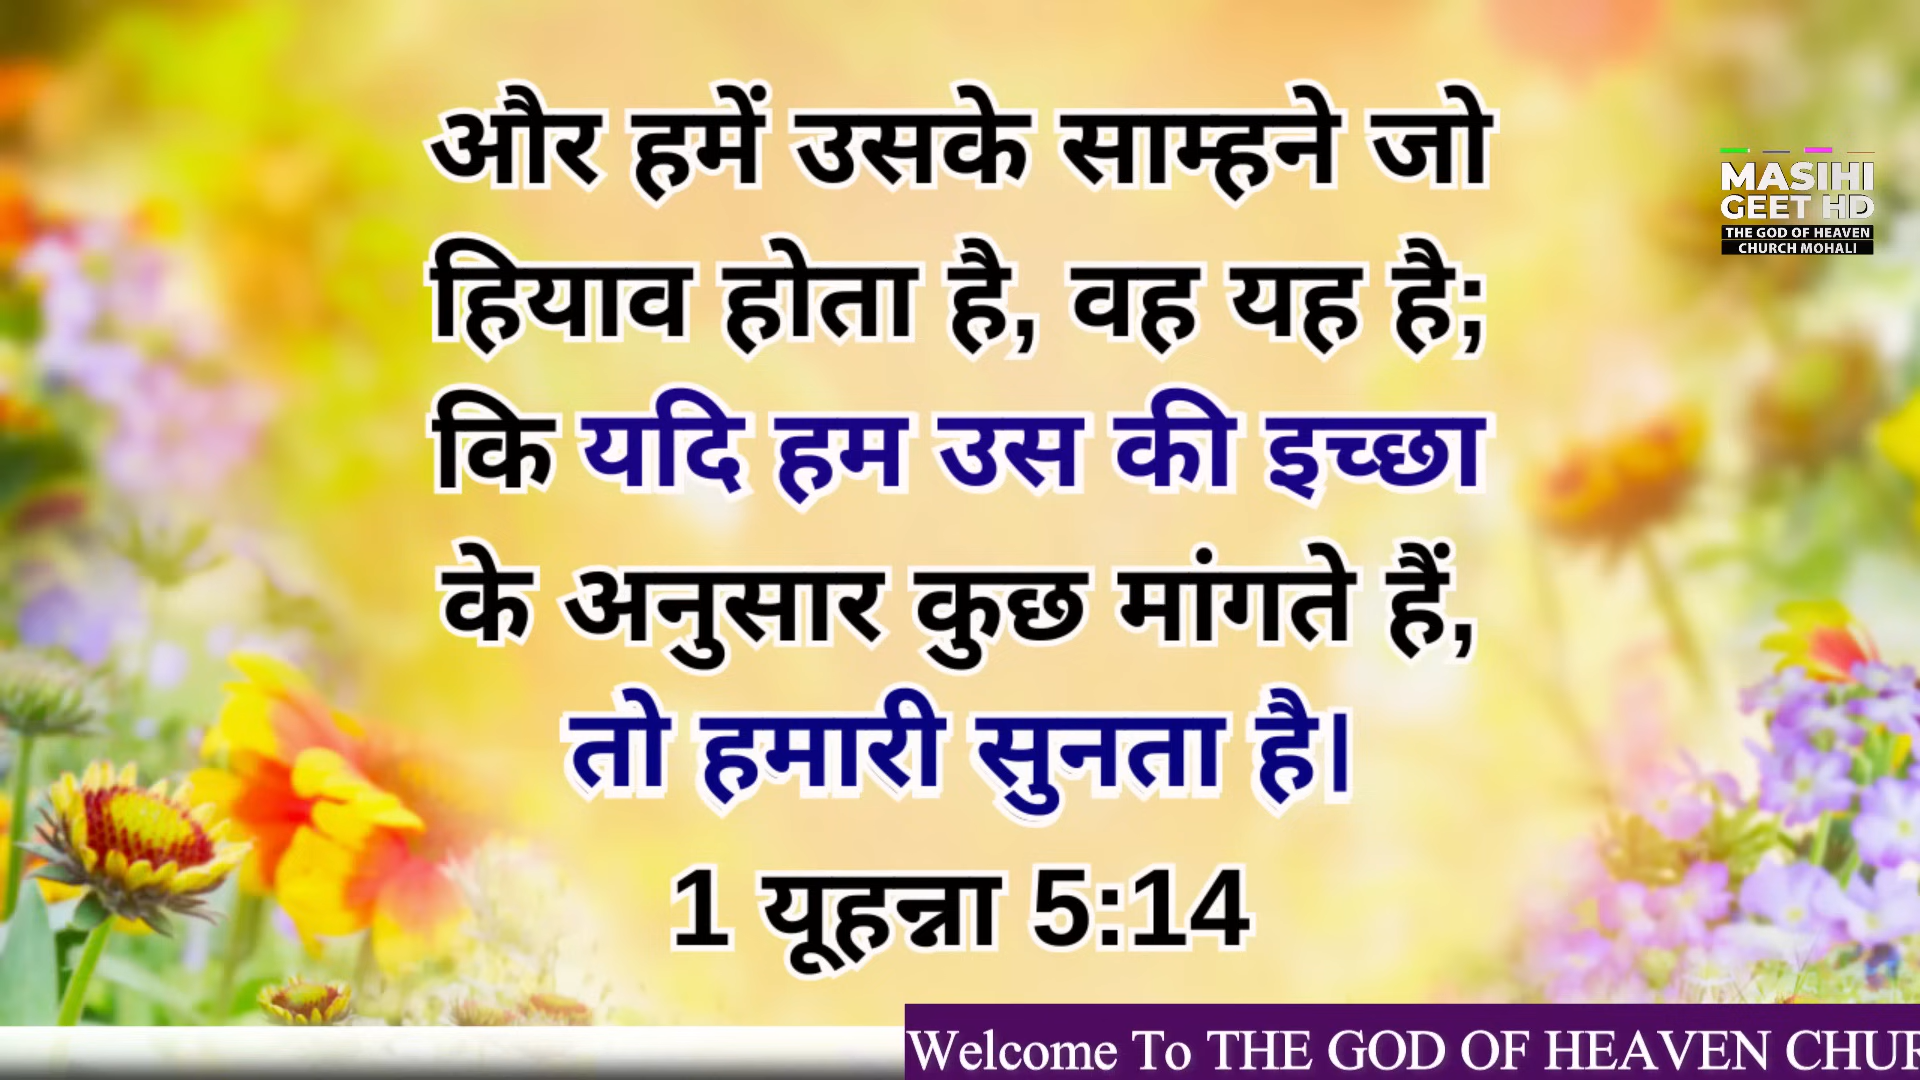 और हमें उसके साम्हने जो
हियाव होता है, वह यह है;
कि यदि हम उस की इच्छा
के अनुसार कुछ मांगते हैं,
तो हमारी सुनता है।
1 यूहन्ना 5:14
MASIHI
GEET HD
THE GOD OF HEAVEN
CHURCH MOHALI
Welcome To THE GOD OF HEAVEN